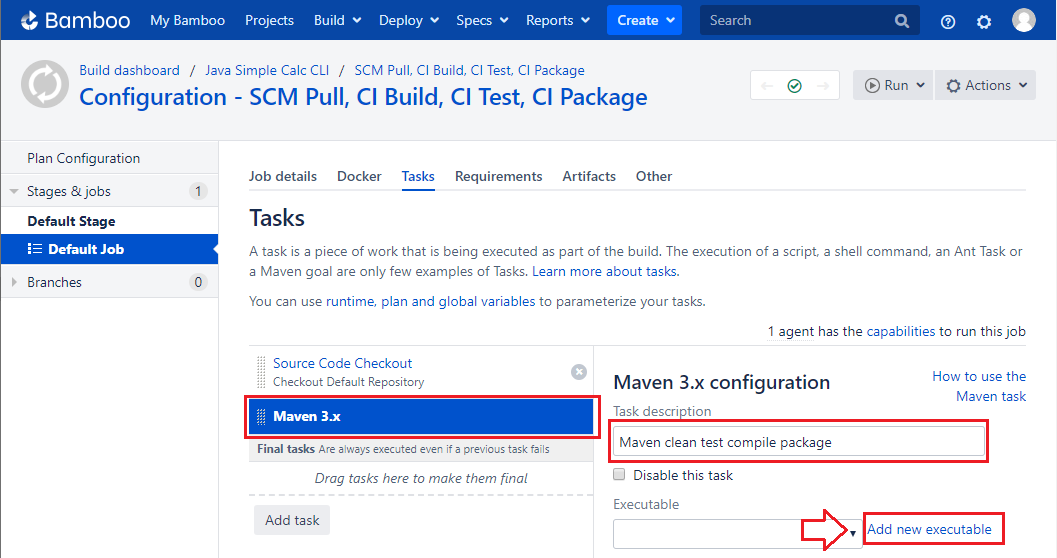 Bamboo My Bamboo Projects Build Deploy Specs Reports Create Search
Build dashboard / Java Simple Calc CLI / SCM Pull, CI Build, CI Test, CI Package
Configuration - SCM Pull, CI Build, CI Test, CI Package
Run Actions
Plan Configuration
Stages & jobs 1
Default Stage
Default Job
Branches 0
Job details Docker Tasks Requirements Artifacts Other
Tasks
A task is a piece of work that is being executed as part of the build. The execution of a script, a shell command, an Ant Task or
a Maven goal are only few examples of Tasks. Learn more about tasks.
You can use runtime, plan and global variables to parameterize your tasks.
1 agent has the capabilities to run this job
Source Code Checkout
Checkout Default Repository
Maven 3.x
Final tasks Are always executed even if a previous task fails
Drag tasks here to make them final
Add task
Maven 3.x configuration
How to use the
Maven task
Task description
Maven clean test compile package
Disable this task
Executable
Add new executable